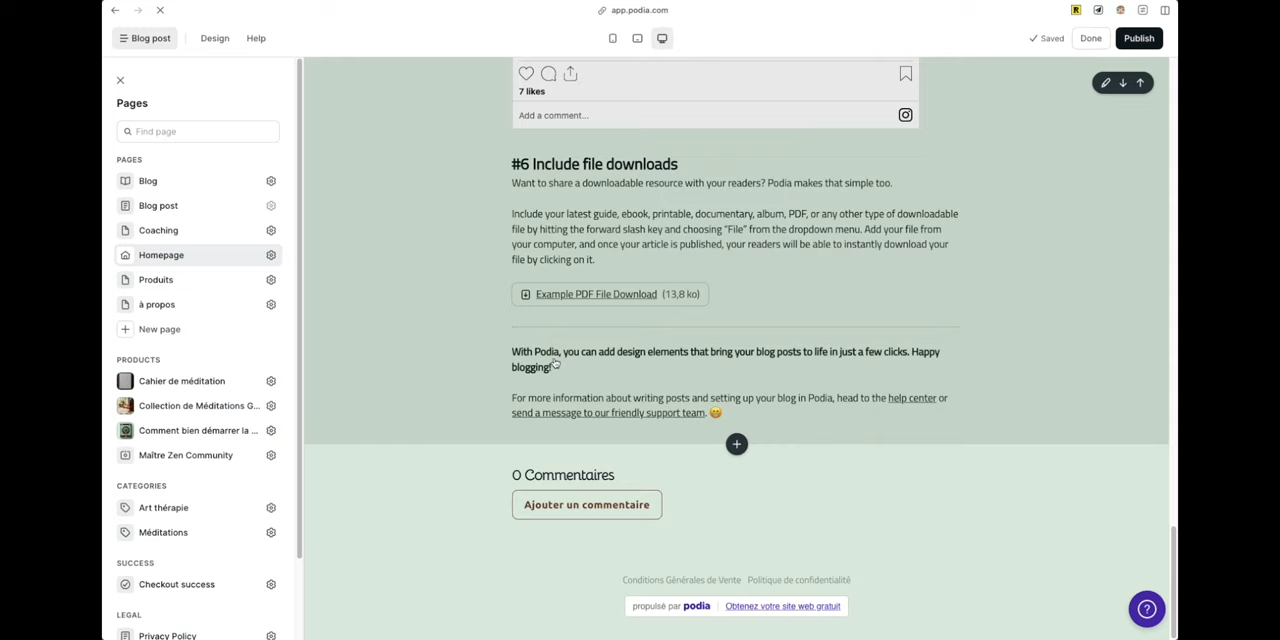 app.podia.com
Blog post
Design
Help
Saved
Done
Publish
Pages
Find page
PAGES
Blog
Blog post
Coaching
Homepage
Produits
à propos
New page
PRODUCTS
Cahier de méditation
Collection de Méditations G...
Comment bien démarrer la ...
Maître Zen Community
CATEGORIES
Art thérapie
Méditations
SUCCESS
Checkout success
LEGAL
Privacy Policy
7 likes
Add a comment...
#6 Include file downloads
Want to share a downloadable resource with your readers? Podia makes that simple too.
Include your latest guide, ebook, printable, documentary, album, PDF, or any other type of downloadable
file by hitting the forward slash key and choosing “File” from the dropdown menu. Add your file from
your computer, and once your article is published, your readers will be able to instantly download your
file by clicking on it.
Example PDF File Download (13,8 ko)
With Podia, you can add design elements that bring your blog posts to life in just a few clicks. Happy
blogging!
For more information about writing posts and setting up your blog in Podia, head to the help center or
send a message to our friendly support team. 😁
0 Commentaires
Ajouter un commentaire
Conditions Générales de Vente Politique de confidentialité
propulsé par podia Obtenez votre site web gratuit